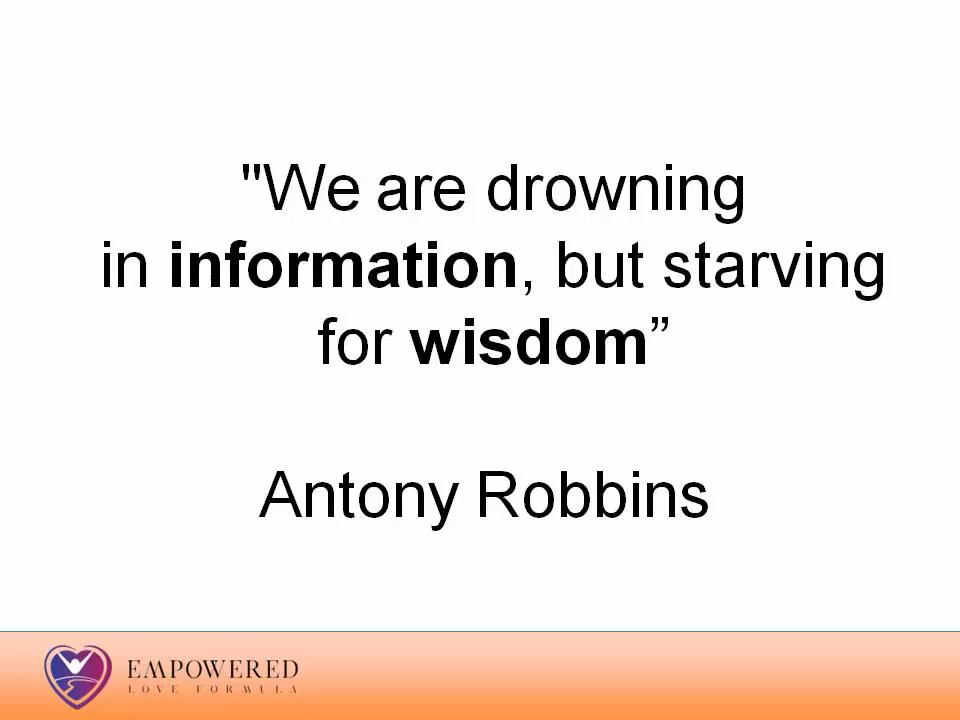 "We are drowning
in information, but starving
for wisdom”
Antony Robbins
EMPOWERED
LOVE FORMULA